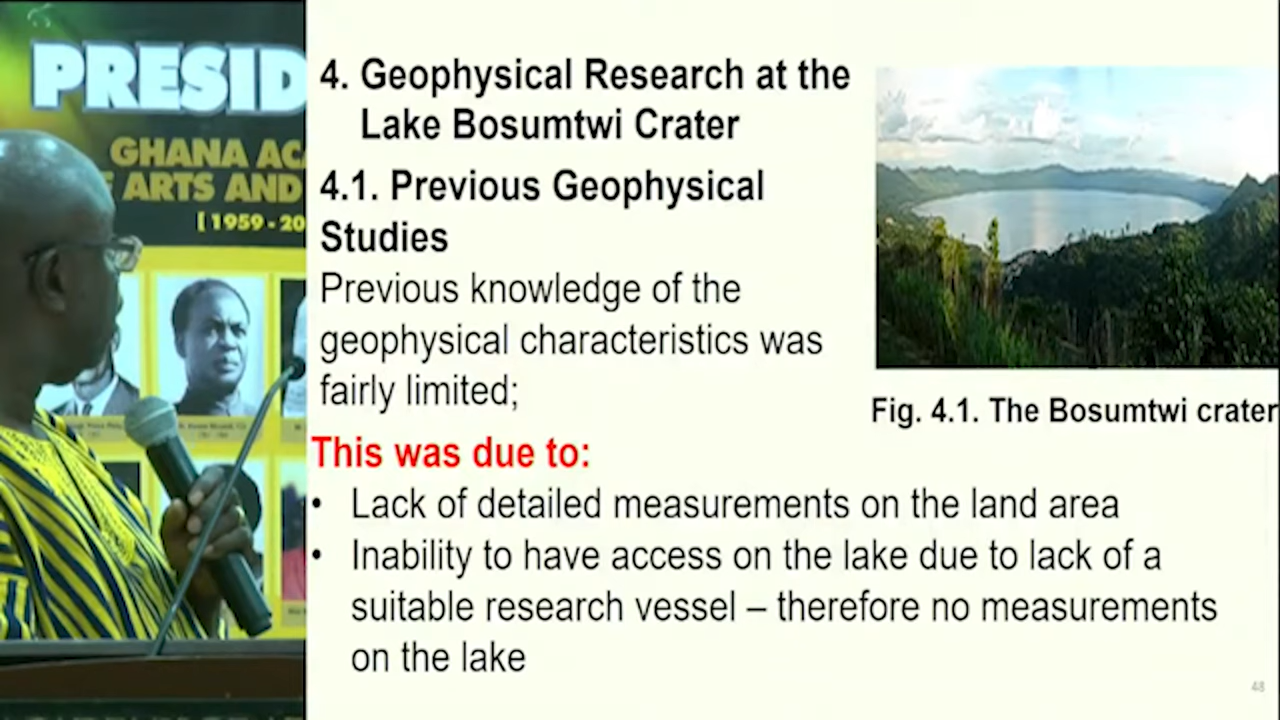 PRESID
GHANA AC
ARTS AND
[ 1959 - 20
4. Geophysical Research at the
Lake Bosumtwi Crater
4.1. Previous Geophysical
Studies
Previous knowledge of the
geophysical characteristics was
fairly limited;
This was due to:
• Lack of detailed measurements on the land area
• Inability to have access on the lake due to lack of a
suitable research vessel – therefore no measurements
on the lake
Fig. 4.1. The Bosumtwi crater
48